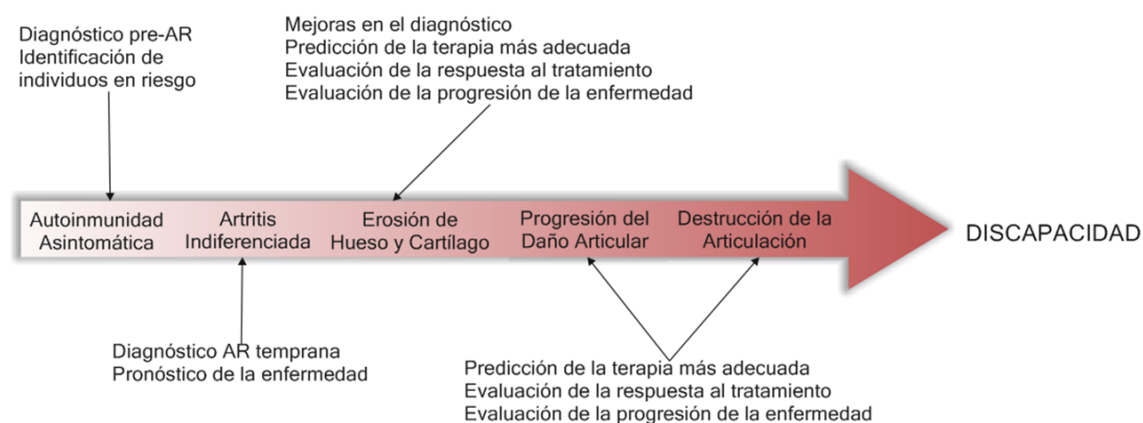 Diagnóstico pre-AR
Identificación de
individuos en riesgo
Mejoras en el diagnóstico
Predicción de la terapia más adecuada
Evaluación de la respuesta al tratamiento
Evaluación de la progresión de la enfermedad
Autoinmunidad
Asintomática
Artritis
Indiferenciada
Erosión de
Hueso y Cartílago
Progresión del
Daño Articular
Destrucción de la
Articulación
DISCAPACIDAD
Diagnóstico AR temprana
Pronóstico de la enfermedad
Predicción de la terapia más adecuada
Evaluación de la respuesta al tratamiento
Evaluación de la progresión de la enfermedad